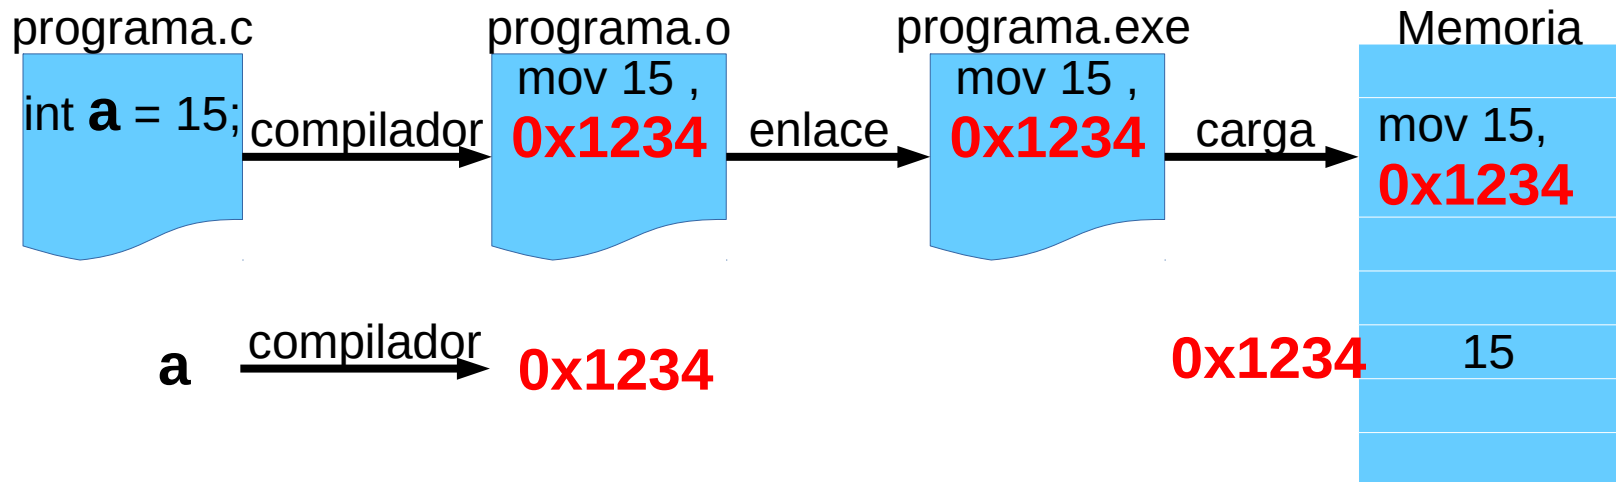 programa.c
int a = 15;
compilador
programa.o
mov 15 ,
0x1234
enlace
programa.exe
mov 15 ,
0x1234
carga
Memoria
mov 15,
0x1234
a
compilador
0x1234
0x1234
15